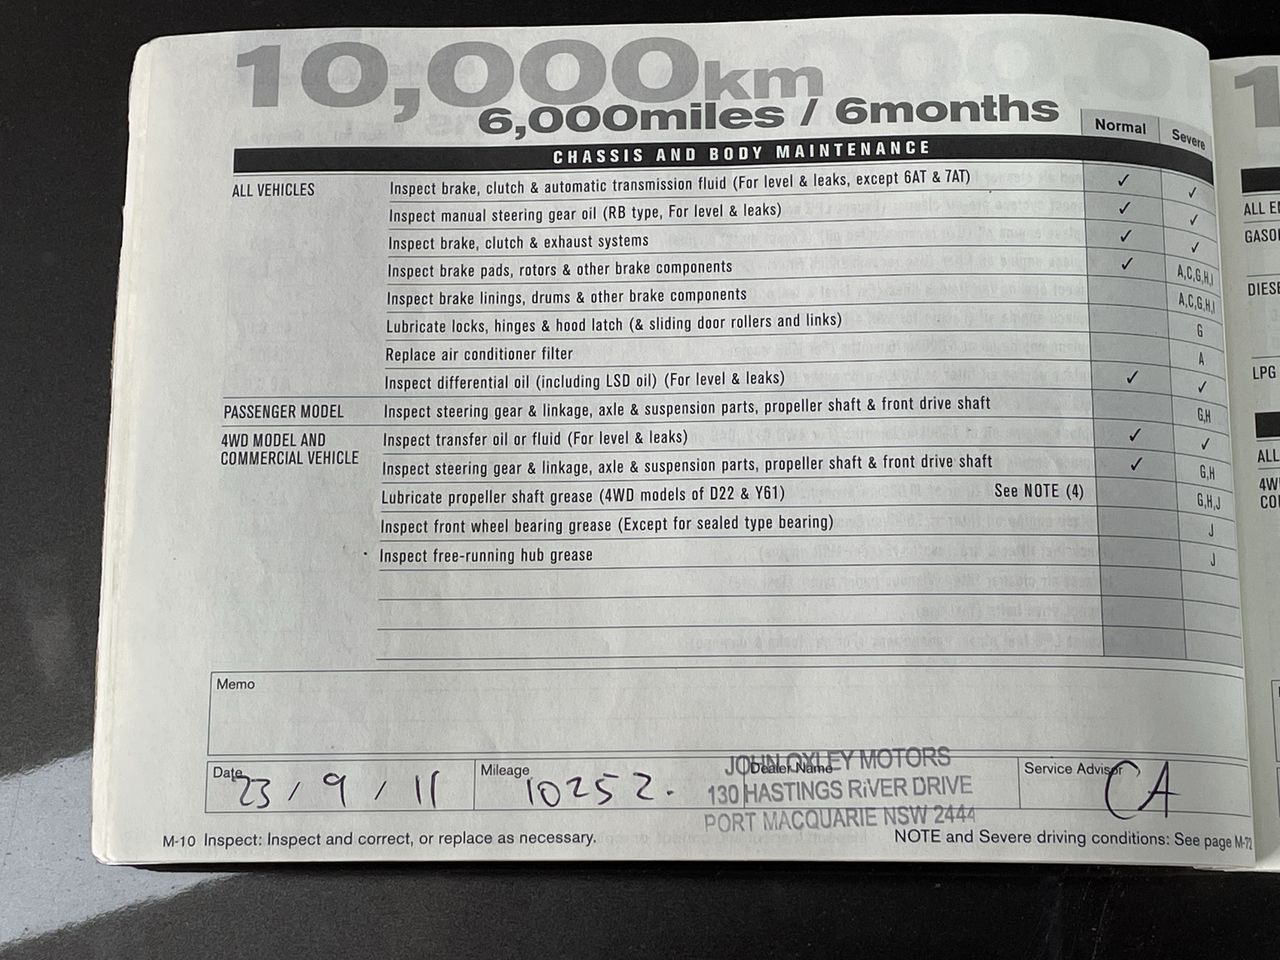 10,000km
6,000miles / 6months
Normal Severe
CHASSIS AND BODY MAINTENANCE
ALL VEHICLES Inspect brake, clutch & automatic transmission fluid (For level & leaks, except 6AT & 7AT) ✓ ✓
Inspect manual steering gear oil (RB type, For level & leaks) ✓ ✓
Inspect brake, clutch & exhaust systems ✓ ✓
Inspect brake pads, rotors & other brake components ✓ A,C,G,H,I
Inspect brake linings, drums & other brake components A,C,G,H,I
Lubricate locks, hinges & hood latch (& sliding door rollers and links) G
Replace air conditioner filter A
Inspect differential oil (including LSD oil) (For level & leaks) ✓ ✓
PASSENGER MODEL Inspect steering gear & linkage, axle & suspension parts, propeller shaft & front drive shaft G,H
4WD MODEL AND
COMMERCIAL VEHICLE
Inspect transfer oil or fluid (For level & leaks) ✓ ✓
Inspect steering gear & linkage, axle & suspension parts, propeller shaft & front drive shaft ✓ G,H
Lubricate propeller shaft grease (4WD models of D22 & Y61) See NOTE (4) G,H,J
Inspect front wheel bearing grease (Except for sealed type bearing) J
Inspect free-running hub grease J
Memo
Date 23/9/11
Mileage 10252.
Dealer Name
JOHN OXLEY MOTORS
130 HASTINGS RiVER DRIVE
PORT MACQUARIE NSW 2444
Service Advisor CA
M-10 Inspect: Inspect and correct, or replace as necessary.
NOTE and Severe driving conditions: See page M-72
ALL
DIESE
LPG
ALL